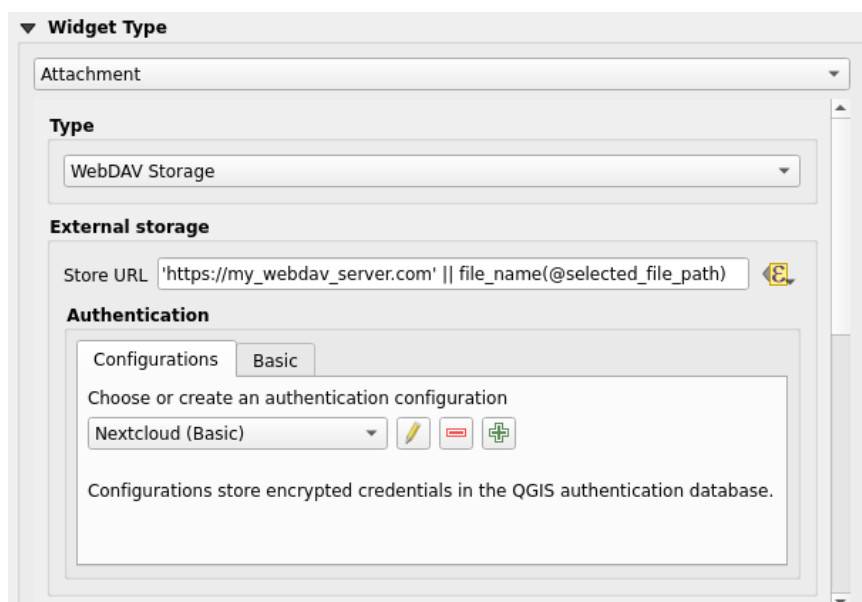 Widget Type
Attachment
Type
WebDAV Storage
External storage
Store URL 'https://my_webdav_server.com' || file_name(@selected_file_path) ε
Authentication
Configurations Basic
Choose or create an authentication configuration
Nextcloud (Basic)
Configurations store encrypted credentials in the QGIS authentication database.